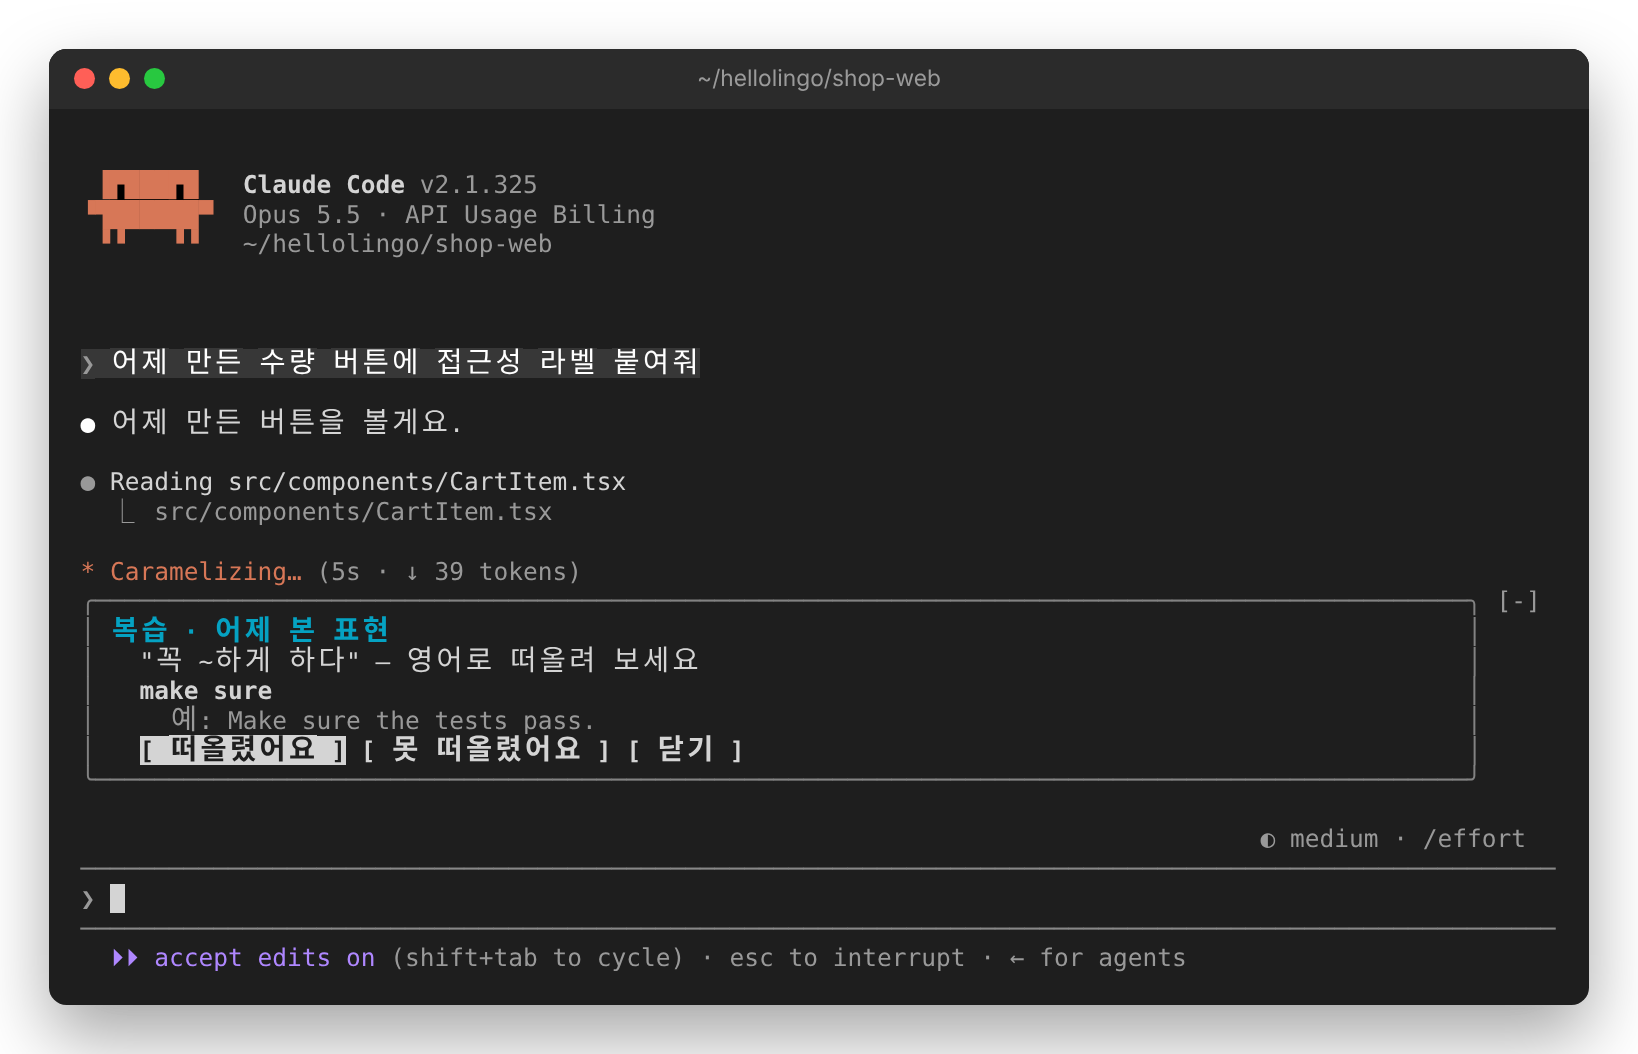 ~/hellolingo/shop-web
Claude Code v2.1.325
Opus 5.5 · API Usage Billing
~/hellolingo/shop-web
❯ 어제 만든 수량 버튼에 접근성 라벨 붙여줘
● 어제 만든 버튼을 볼게요.
● Reading src/components/CartItem.tsx
⎿ src/components/CartItem.tsx
* Caramelizing… (5s · ↓ 39 tokens)
[-]
복습 · 어제 본 표현
"꼭 ~하게 하다" — 영어로 떠올려 보세요
make sure
예: Make sure the tests pass.
[ 떠올렸어요 ] [ 못 떠올렸어요 ] [ 닫기 ]
◐ medium · /effort
❯
⏵⏵ accept edits on (shift+tab to cycle) · esc to interrupt · ← for agents